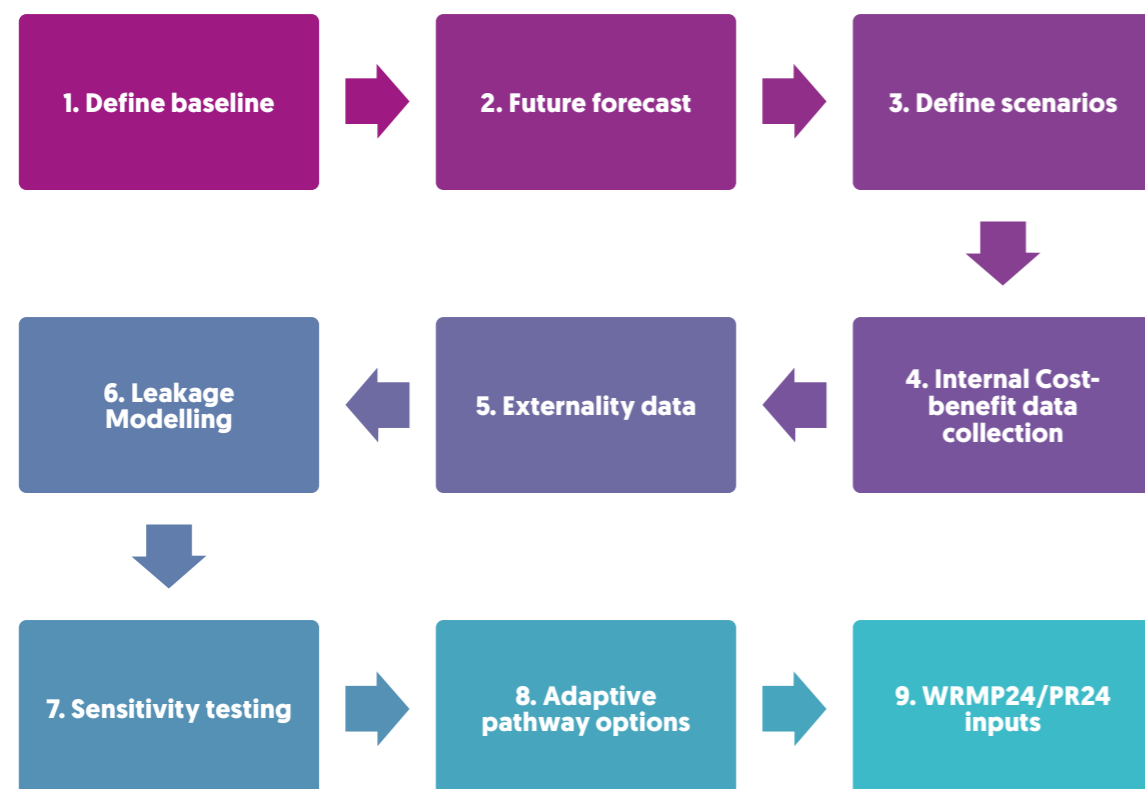 1. Define baseline
2. Future forecast
3. Define scenarios
4. Internal Cost-
benefit data
collection
5. Externality data
6. Leakage
Modelling
7. Sensitivity testing
8. Adaptive
pathway options
9. WRMP24/PR24
inputs